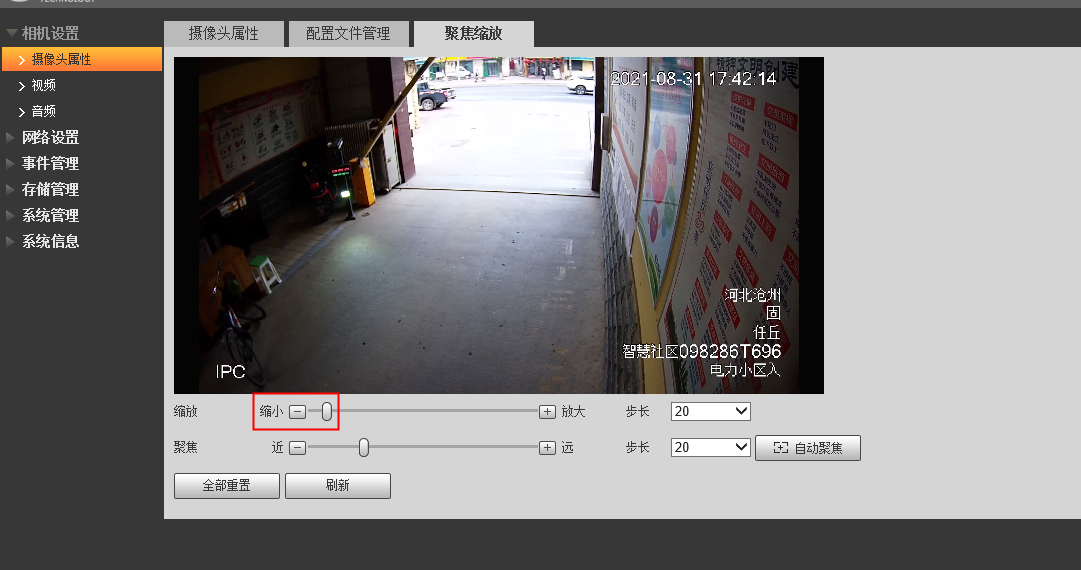 TECHNOLOGY
相机设置
摄像头属性
视频
音频
网络设置
事件管理
存储管理
系统管理
系统信息
摄像头属性 配置文件管理 聚焦缩放
2021-08-31 17:42:14
河北沧州
固
任丘
智慧社区098286T696
电力小区入
IPC
缩放 缩小 放大 步长 20
聚焦 近 远 步长 20 自动聚焦
全部重置 刷新